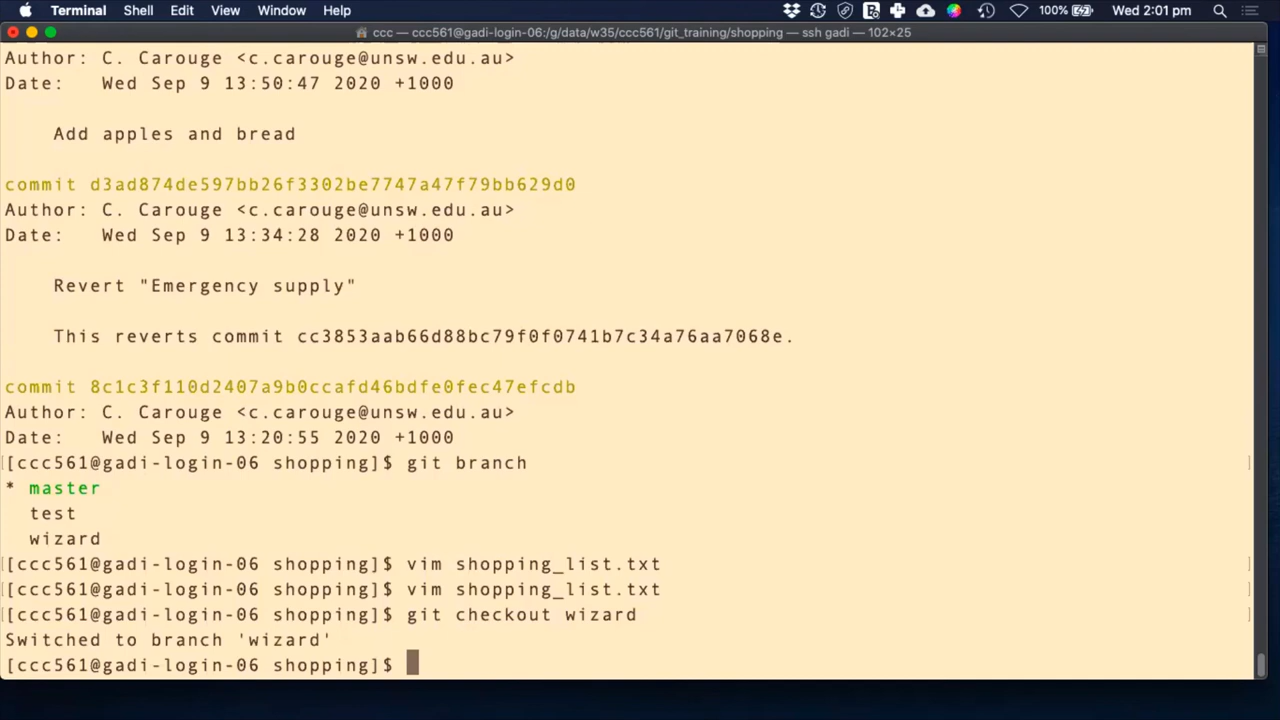 Terminal Shell Edit View Window Help 100% Wed 2:01 pm
ccc — ccc561@gadi-login-06:/g/data/w35/ccc561/git_training/shopping — ssh gadi — 102×25
Author: C. Carouge <c.carouge@unsw.edu.au>
Date:   Wed Sep 9 13:50:47 2020 +1000
Add apples and bread
commit d3ad874de597bb26f3302be7747a47f79bb629d0
Author: C. Carouge <c.carouge@unsw.edu.au>
Date:   Wed Sep 9 13:34:28 2020 +1000
Revert "Emergency supply"
This reverts commit cc3853aab66d88bc79f0f0741b7c34a76aa7068e.
commit 8c1c3f110d2407a9b0ccafd46bdfe0fec47efcdb
Author: C. Carouge <c.carouge@unsw.edu.au>
Date:   Wed Sep 9 13:20:55 2020 +1000
[ccc561@gadi-login-06 shopping]$ git branch
* master
test
wizard
[ccc561@gadi-login-06 shopping]$ vim shopping_list.txt
[ccc561@gadi-login-06 shopping]$ vim shopping_list.txt
[ccc561@gadi-login-06 shopping]$ git checkout wizard
Switched to branch 'wizard'
[ccc561@gadi-login-06 shopping]$